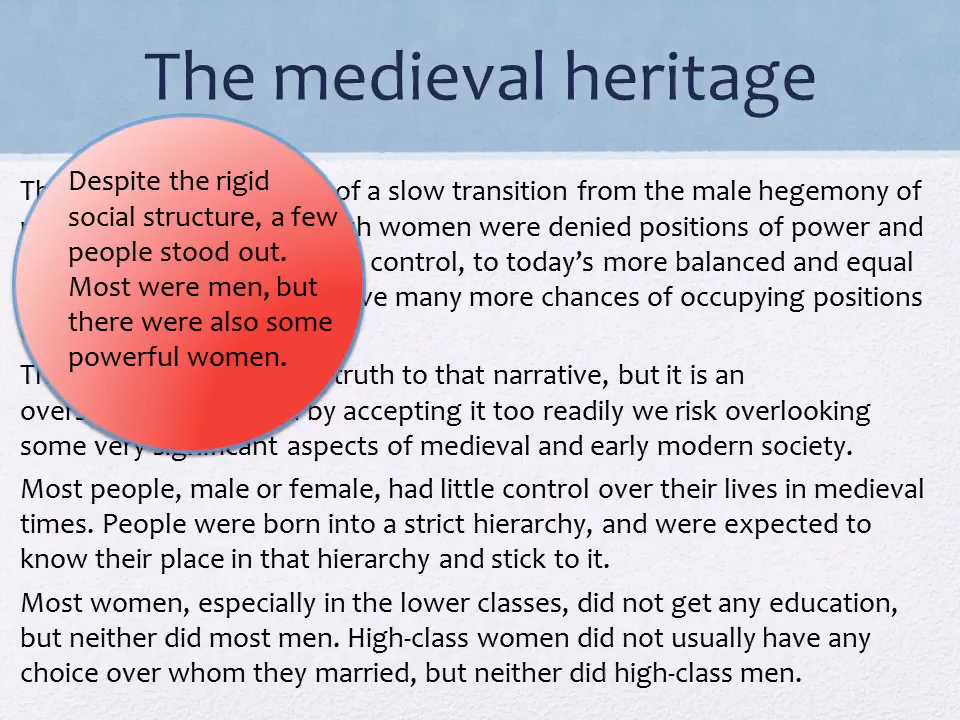 The medieval heritage
Despite the rigid
social structure, a few
people stood out.
Most were men, but
there were also some
powerful women.
of a slow transition from the male hegemony of
women were denied positions of power and
control, to today's more balanced and equal
many more chances of occupying positions
truth to that narrative, but it is an
by accepting it too readily we risk overlooking
some very significant aspects of medieval and early modern society.
Most people, male or female, had little control over their lives in medieval
times. People were born into a strict hierarchy, and were expected to
know their place in that hierarchy and stick to it.
Most women, especially in the lower classes, did not get any education,
but neither did most men. High-class women did not usually have any
choice over whom they married, but neither did high-class men.